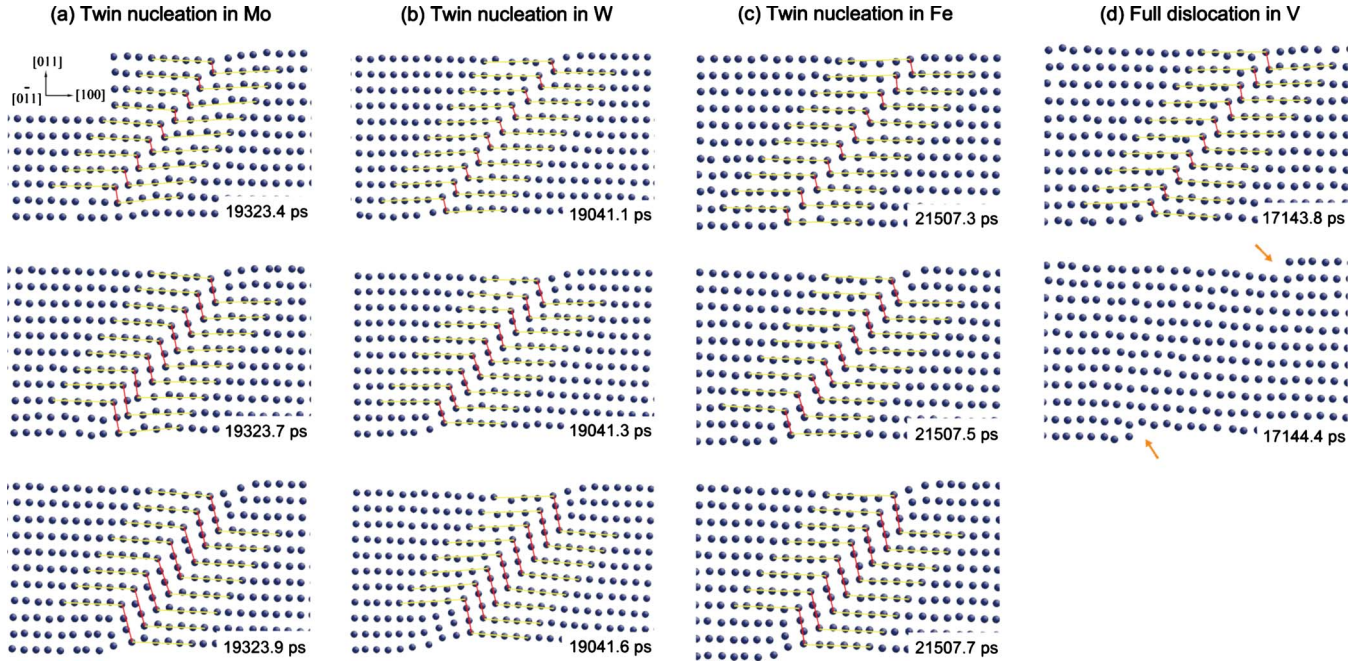 (a) Twin nucleation in Mo
(b) Twin nucleation in W
(c) Twin nucleation in Fe
(d) Full dislocation in V
[011]
[01̄1]
[100]
19323.4 ps
19041.1 ps
21507.3 ps
17143.8 ps
19323.7 ps
19041.3 ps
21507.5 ps
17144.4 ps
19323.9 ps
19041.6 ps
21507.7 ps